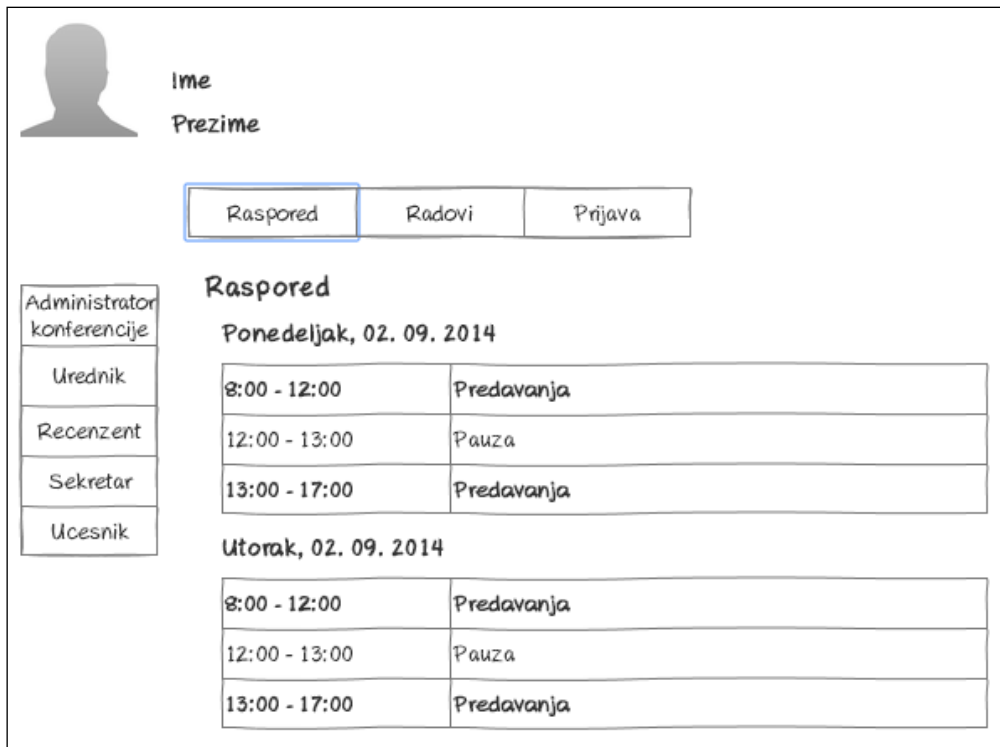 Ime
Prezime
Raspored Radovi Prijava
Administrator
konferencije
Urednik
Recenzent
Sekretar
Ucesnik
Raspored
Ponedeljak, 02. 09. 2014
8:00 - 12:00 Predavanja
12:00 - 13:00 Pauza
13:00 - 17:00 Predavanja
Utorak, 02. 09. 2014
8:00 - 12:00 Predavanja
12:00 - 13:00 Pauza
13:00 - 17:00 Predavanja